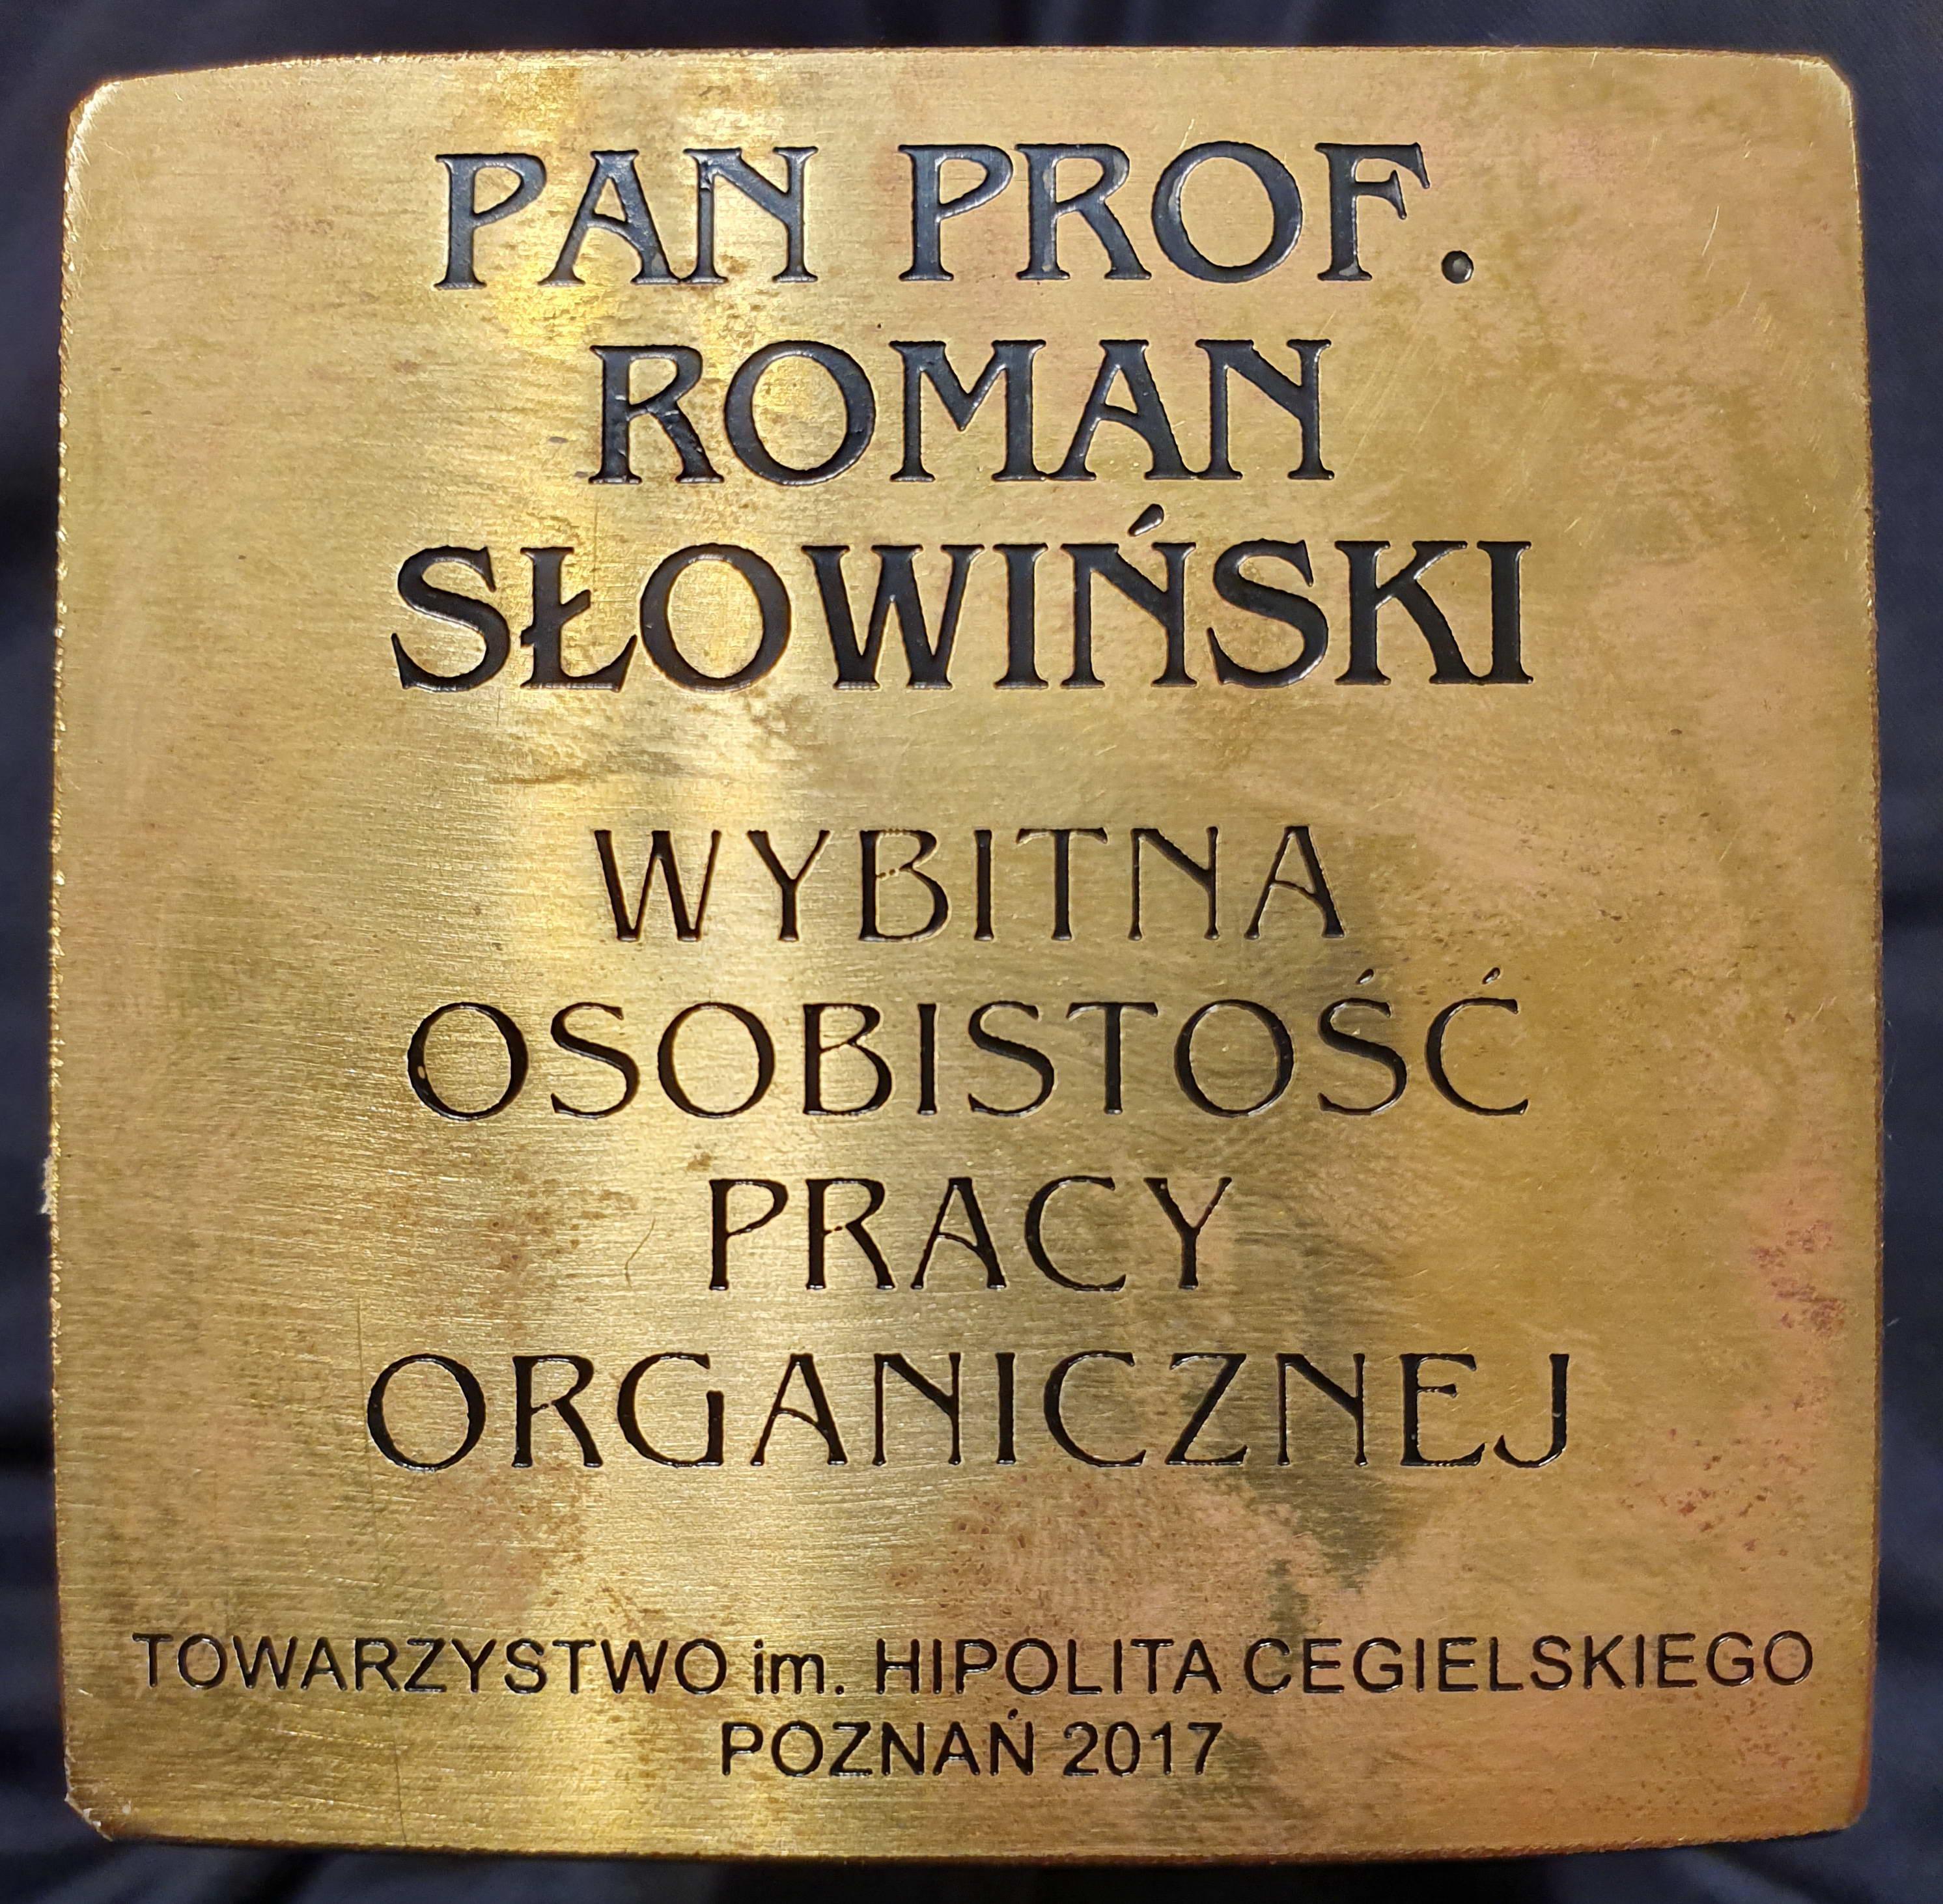 PAN PROF.
ROMAN
SŁOWIŃSKI
WYBITNA
OSOBISTOŚĆ
PRACY
ORGANICZNEJ
TOWARZYSTWO im. HIPOLITA CEGIELSKIEGO
POZNAŃ 2017